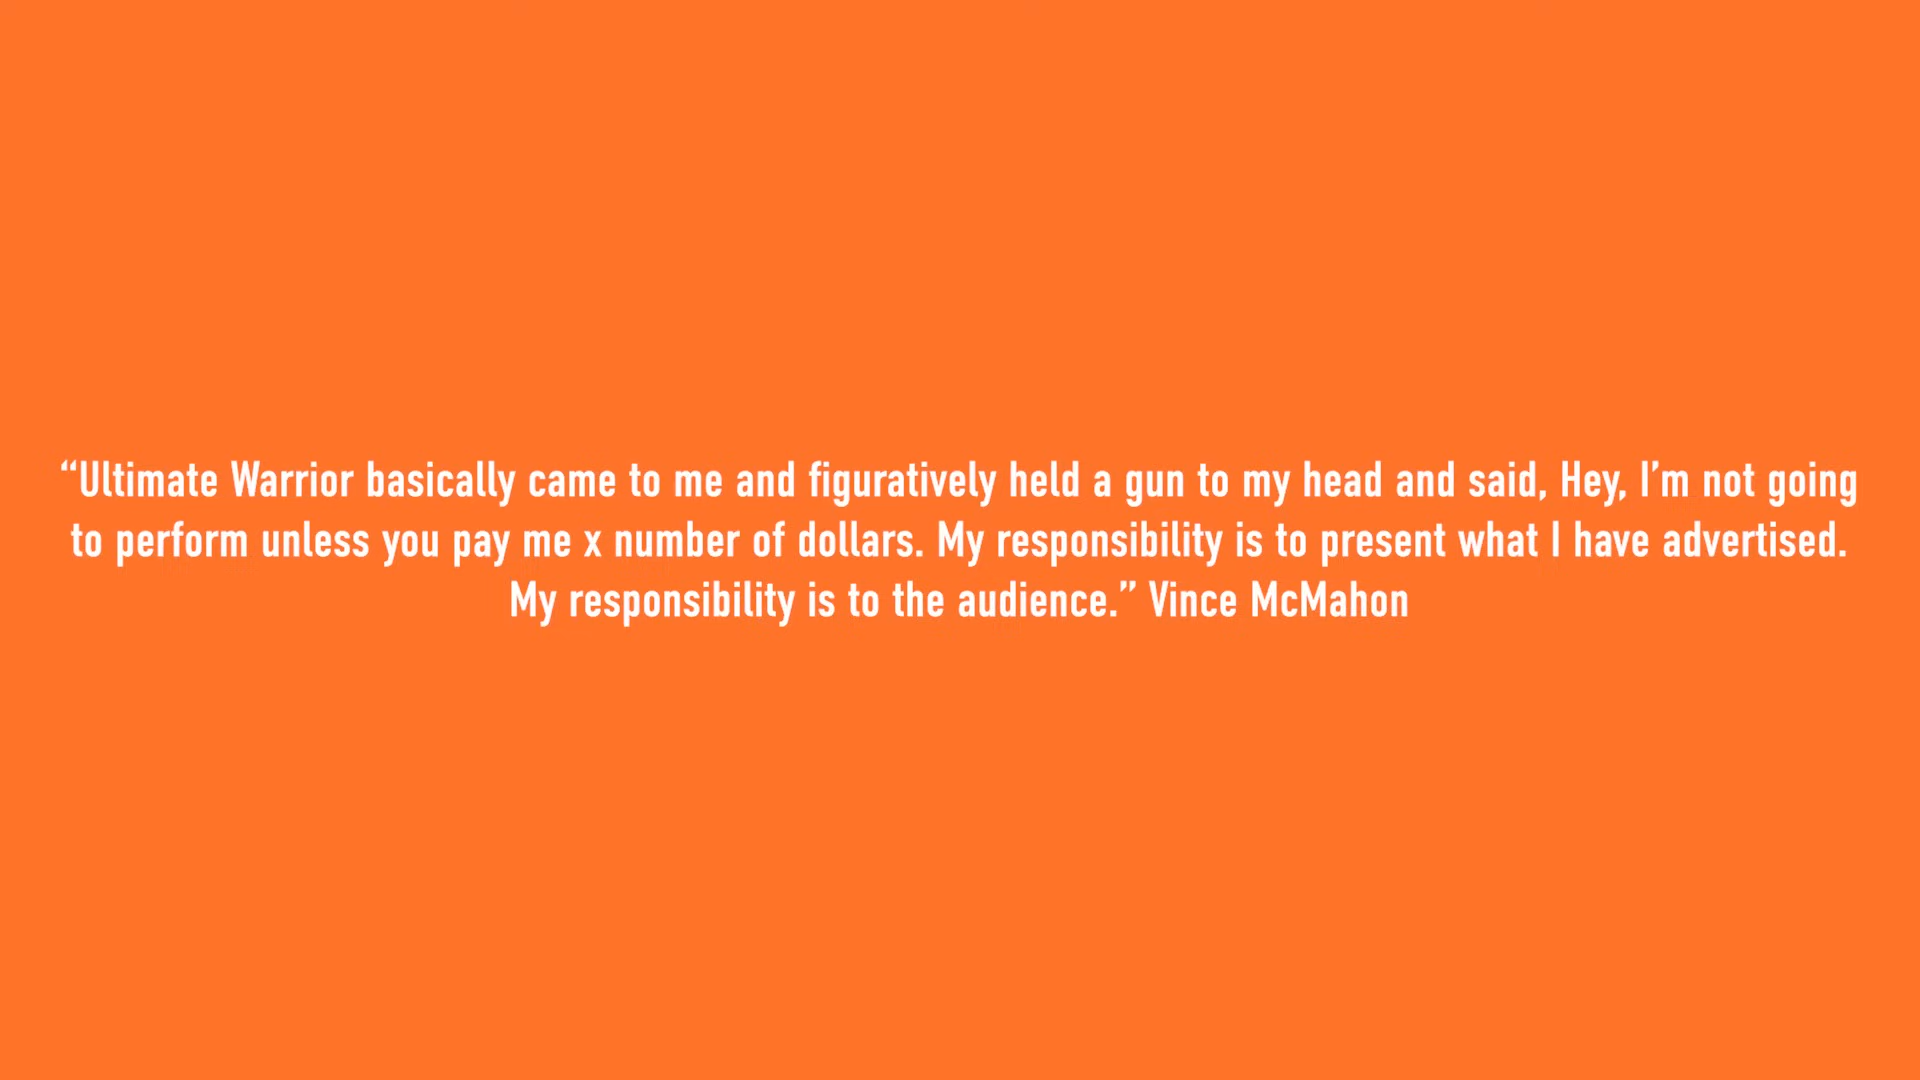 “Ultimate Warrior basically came to me and figuratively held a gun to my head and said, Hey, I’m not going
to perform unless you pay me x number of dollars. My responsibility is to present what I have advertised.
My responsibility is to the audience.” Vince McMahon